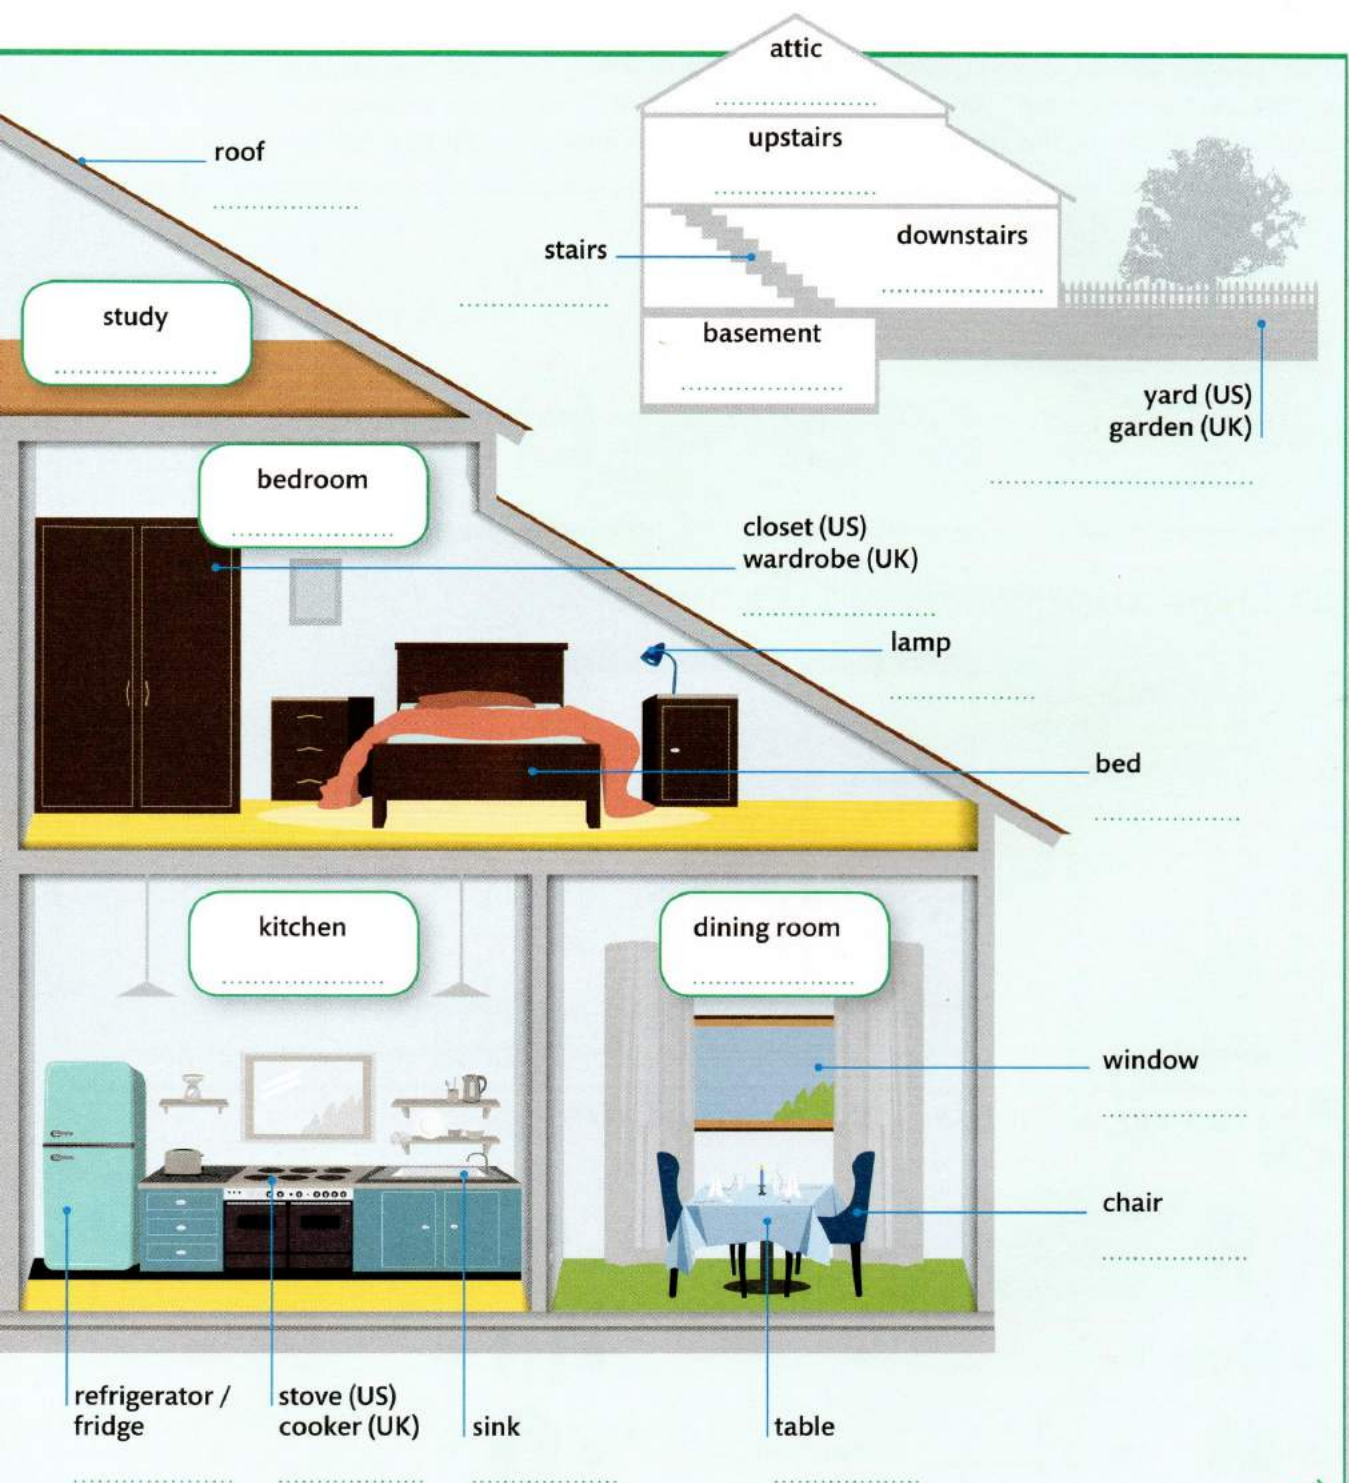 attic
upstairs
roof
stairs
downstairs
study
basement
yard (US)
garden (UK)
bedroom
closet (US)
wardrobe (UK)
lamp
bed
kitchen
dining room
window
chair
refrigerator /
fridge
stove (US)
cooker (UK)
sink
table